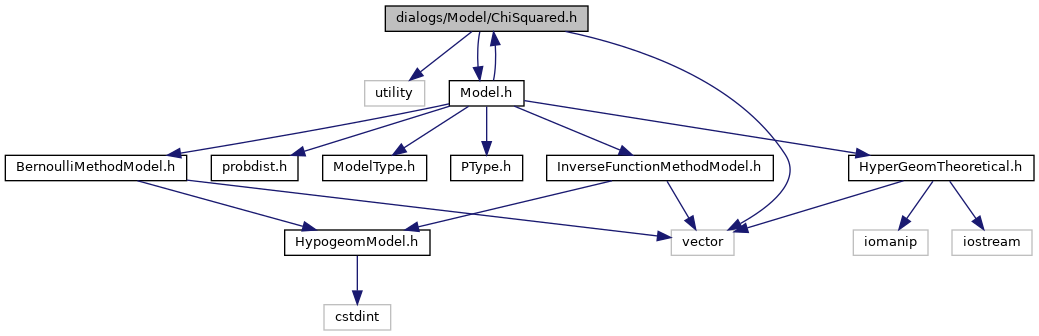 dialogs/Model/ChiSquared.h
utility
Model.h
BernoulliMethodModel.h
probdist.h
ModelType.h
PType.h
InverseFunctionMethodModel.h
HyperGeomTheoretical.h
HypogeomModel.h
vector
iomanip
iostream
cstdint